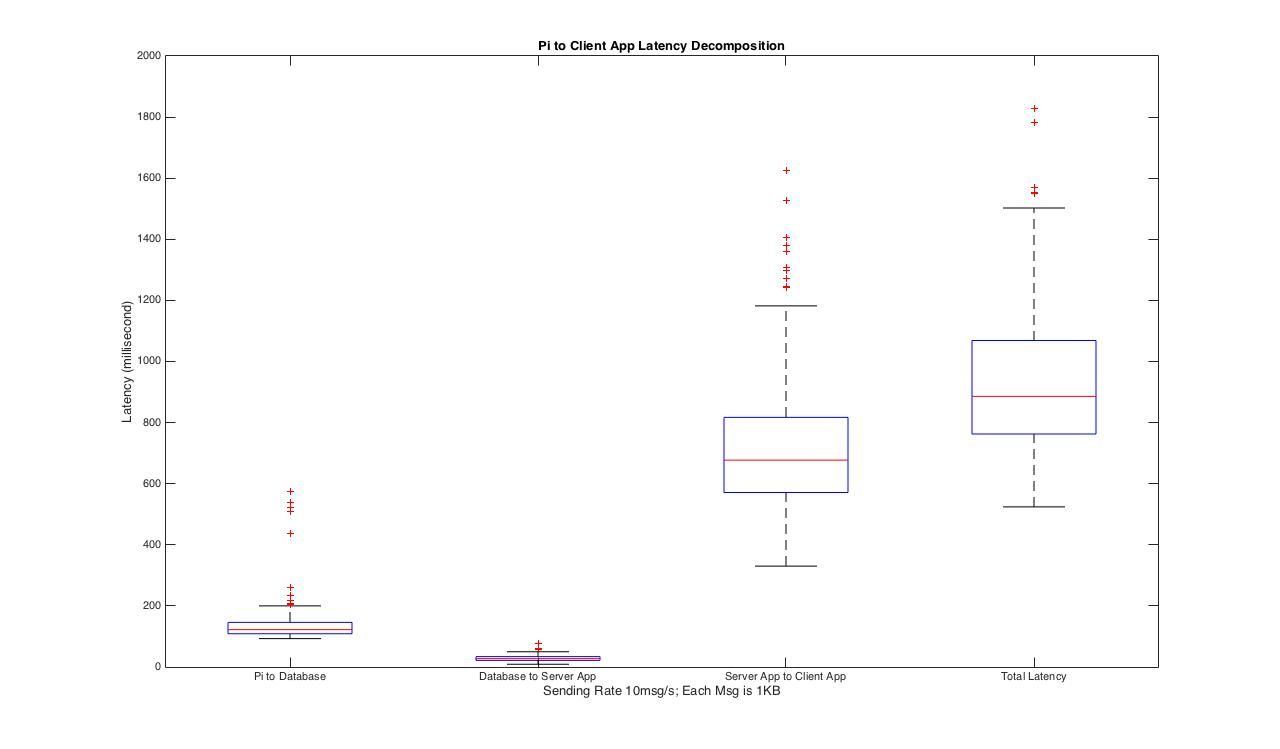 Pi to Client App Latency Decomposition
2000
1800
1600
1400
1200
1000
800
600
400
200
0
Latency (millisecond)
Pi to Database Database to Server App Server App to Client App Total Latency
Sending Rate 10msg/s; Each Msg is 1KB